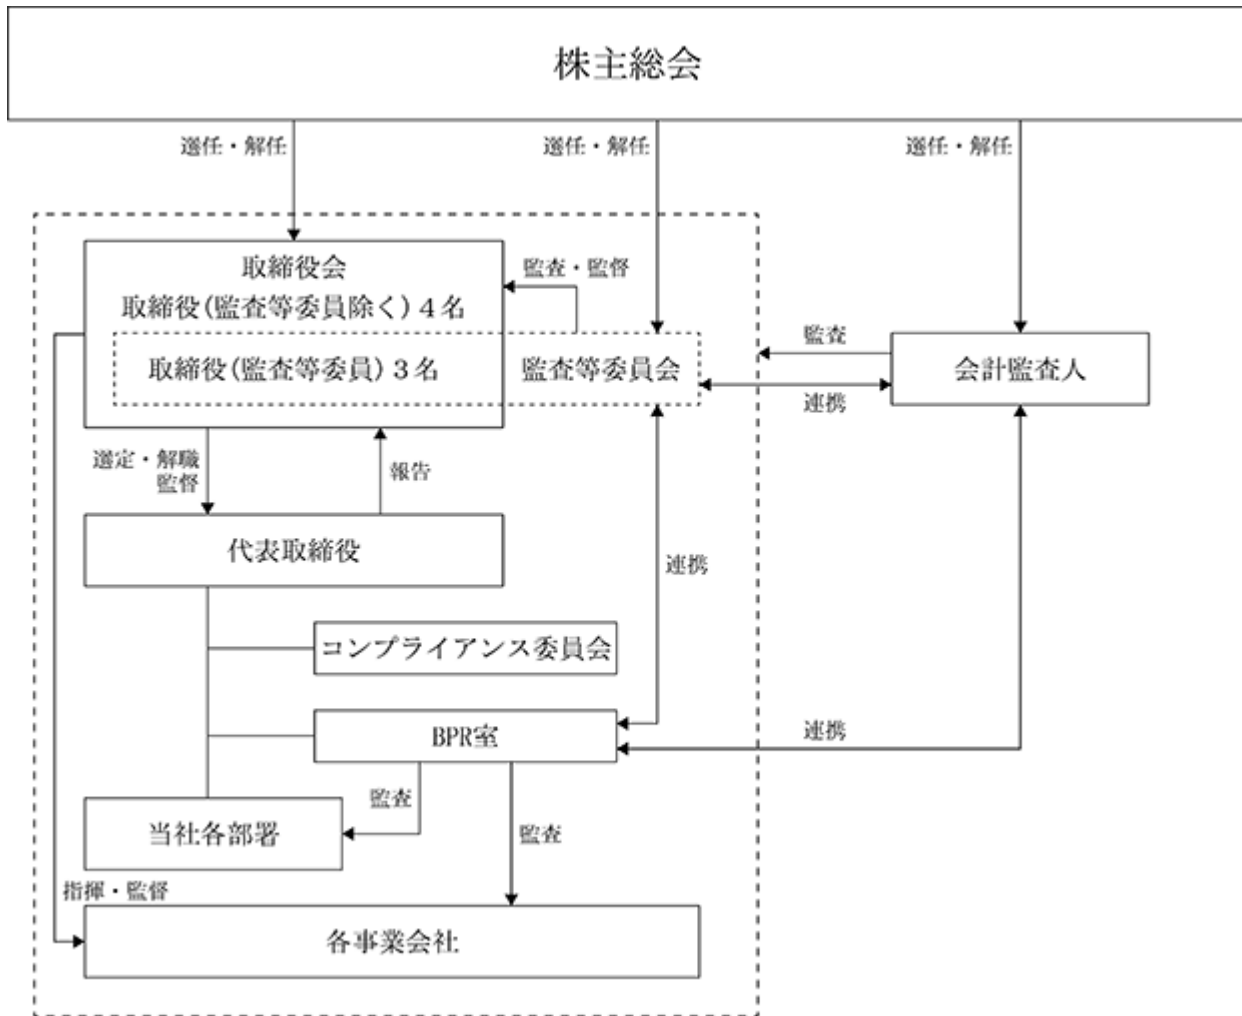 株主総会
選任・解任
選任・解任
選任・解任
取締役会
取締役(監査等委員除く)4名
監査・監督
取締役(監査等委員)3名
監査等委員会
監査
会計監査人
連携
選定・解職
監督
報告
代表取締役
連携
コンプライアンス委員会
BPR室
連携
監査
当社各部署
監査
指揮・監督
各事業会社